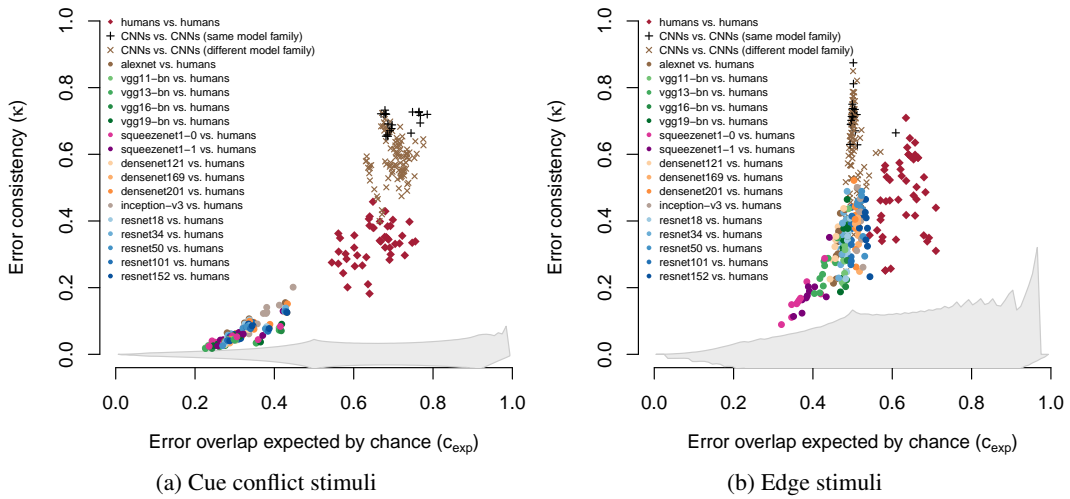 humans vs. humans
CNNs vs. CNNs (same model family)
CNNs vs. CNNs (different model family)
alexnet vs. humans
vgg11−bn vs. humans
vgg13−bn vs. humans
vgg16−bn vs. humans
vgg19−bn vs. humans
squeezenet1−0 vs. humans
squeezenet1−1 vs. humans
densenet121 vs. humans
densenet169 vs. humans
densenet201 vs. humans
inception−v3 vs. humans
resnet18 vs. humans
resnet34 vs. humans
resnet50 vs. humans
resnet101 vs. humans
resnet152 vs. humans
Error consistency (κ)
1.0
0.8
0.6
0.4
0.2
0.0
0.0 0.2 0.4 0.6 0.8 1.0
Error overlap expected by chance (c_exp)
(a) Cue conflict stimuli
humans vs. humans
CNNs vs. CNNs (same model family)
CNNs vs. CNNs (different model family)
alexnet vs. humans
vgg11−bn vs. humans
vgg13−bn vs. humans
vgg16−bn vs. humans
vgg19−bn vs. humans
squeezenet1−0 vs. humans
squeezenet1−1 vs. humans
densenet121 vs. humans
densenet169 vs. humans
densenet201 vs. humans
inception−v3 vs. humans
resnet18 vs. humans
resnet34 vs. humans
resnet50 vs. humans
resnet101 vs. humans
resnet152 vs. humans
Error consistency (κ)
1.0
0.8
0.6
0.4
0.2
0.0
0.0 0.2 0.4 0.6 0.8 1.0
Error overlap expected by chance (c_exp)
(b) Edge stimuli